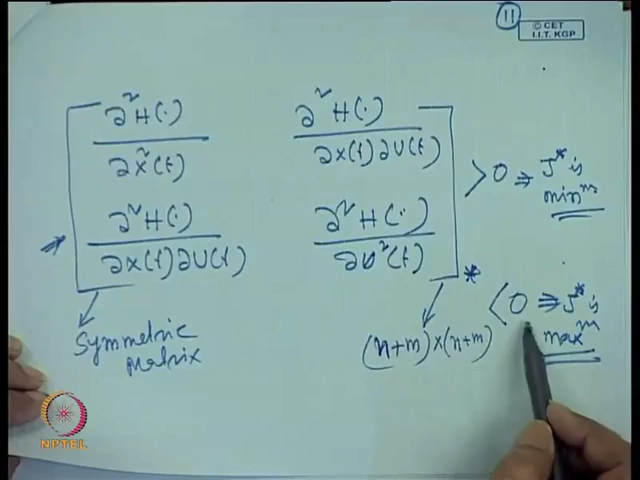 11
© CET
I.I.T. KGP
∂²H(·) / ∂x²(t)    ∂²H(·) / ∂x(t)∂U(t)
∂²H(·) / ∂x(t)∂U(t)    ∂²H(·) / ∂U²(t)
> 0 ⇒ J* is
minᵐ
*
< 0 ⇒ J* is
maxᵐ
Symmetric
matrix
(n+m)×(n+m)
NPTEL